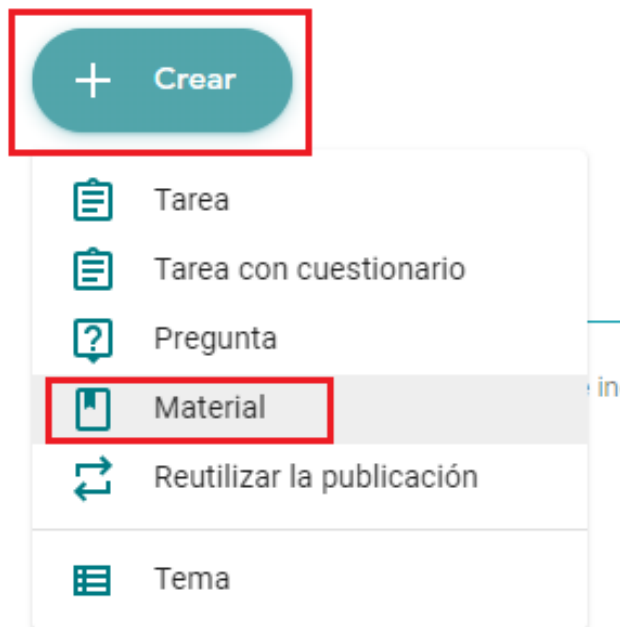 Crear
Tarea
Tarea con cuestionario
Pregunta
Material
Reutilizar la publicación
Tema